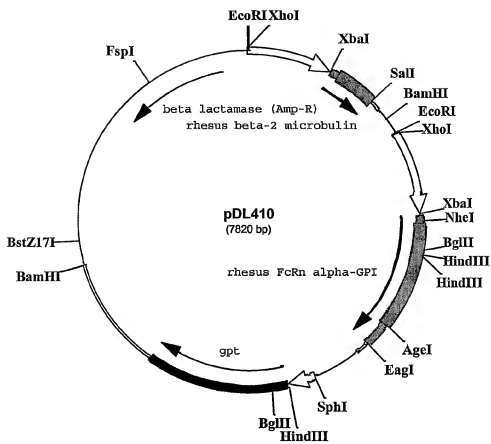 EcoRI XhoI
FspI
XbaI
SalI
BamHI
EcoRI
XhoI
beta lactamase (Amp-R)
rhesus beta-2 microbulin
pDL410
(7820 bp)
XbaI
NheI
BglII
HindIII
HindIII
BstZ17I
BamHI
rhesus FcRn alpha-GPI
AgeI
EagI
gpt
SphI
BglII
HindIII